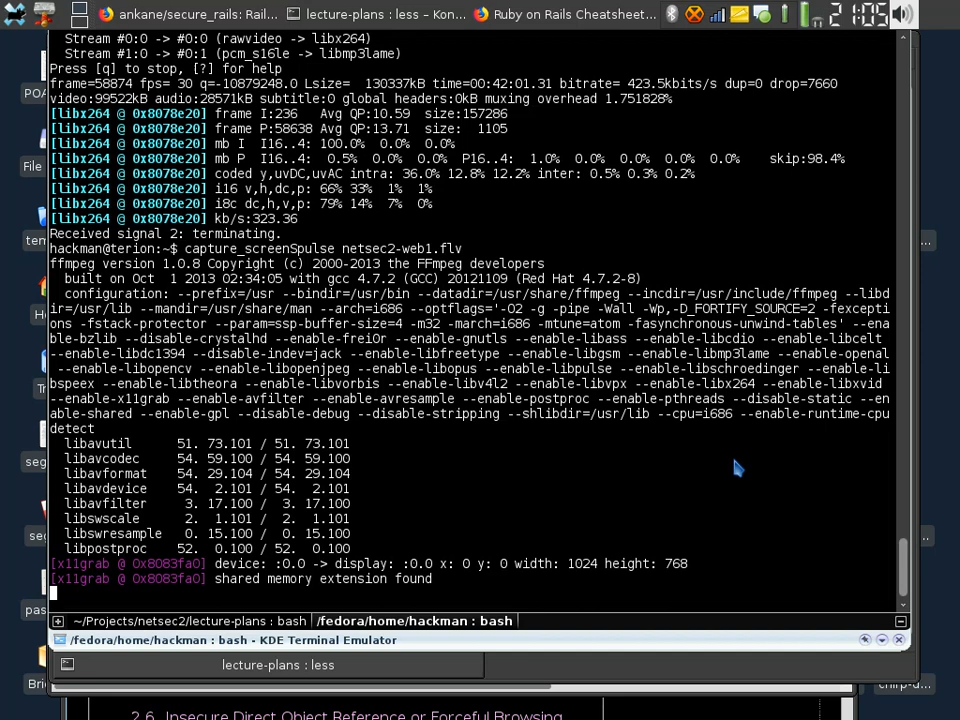 ankane/secure_rails: Rail...
lecture-plans : less – Kon...
Ruby on Rails Cheatsheet...
2
21:05
Stream #0:0 -> #0:0 (rawvideo -> libx264)
Stream #1:0 -> #0:1 (pcm_s16le -> libmp3lame)
Press [q] to stop, [?] for help
frame=58874 fps= 30 q=-10879248.0 Lsize=  130337kB time=00:42:01.31 bitrate= 423.5kbits/s dup=0 drop=7660
video:99522kB audio:28571kB subtitle:0 global headers:0kB muxing overhead 1.751828%
[libx264 @ 0x8078e20] frame I:236   Avg QP:10.59  size:157286
[libx264 @ 0x8078e20] frame P:58638 Avg QP:13.71  size:  1105
[libx264 @ 0x8078e20] mb I  I16..4: 100.0%  0.0%  0.0%
[libx264 @ 0x8078e20] mb P  I16..4:  0.5%  0.0%  0.0%  P16..4:  1.0%  0.0%  0.0%  0.0%  0.0%    skip:98.4%
[libx264 @ 0x8078e20] coded y,uvDC,uvAC intra: 36.0% 12.8% 12.2% inter: 0.5% 0.3% 0.2%
[libx264 @ 0x8078e20] i16 v,h,dc,p: 66% 33%  1%  1%
[libx264 @ 0x8078e20] i8c dc,h,v,p: 79% 14%  7%  0%
[libx264 @ 0x8078e20] kb/s:323.36
Received signal 2: terminating.
hackman@terion:~$ capture_screenSpulse netsec2-web1.flv
ffmpeg version 1.0.8 Copyright (c) 2000-2013 the FFmpeg developers
built on Oct  1 2013 02:34:05 with gcc 4.7.2 (GCC) 20121109 (Red Hat 4.7.2-8)
configuration: --prefix=/usr --bindir=/usr/bin --datadir=/usr/share/ffmpeg --incdir=/usr/include/ffmpeg --libd
ir=/usr/lib --mandir=/usr/share/man --arch=i686 --optflags='-O2 -g -pipe -Wall -Wp,-D_FORTIFY_SOURCE=2 -fexcepti
ons -fstack-protector --param=ssp-buffer-size=4 -m32 -march=i686 -mtune=atom -fasynchronous-unwind-tables' --ena
ble-bzlib --disable-crystalhd --enable-frei0r --enable-gnutls --enable-libass --enable-libcdio --enable-libcelt
--enable-libdc1394 --disable-indev=jack --enable-libfreetype --enable-libgsm --enable-libmp3lame --enable-openal
--enable-libopencv --enable-libopenjpeg --enable-libopus --enable-libpulse --enable-libschroedinger --enable-li
bspeex --enable-libtheora --enable-libvorbis --enable-libv4l2 --enable-libvpx --enable-libx264 --enable-libxvid
--enable-x11grab --enable-avfilter --enable-avresample --enable-postproc --enable-pthreads --disable-static --en
able-shared --enable-gpl --disable-debug --disable-stripping --shlibdir=/usr/lib --cpu=i686 --enable-runtime-cpu
detect
libavutil      51. 73.101 / 51. 73.101
libavcodec     54. 59.100 / 54. 59.100
libavformat    54. 29.104 / 54. 29.104
libavdevice    54.  2.101 / 54.  2.101
libavfilter     3. 17.100 /  3. 17.100
libswscale      2.  1.101 /  2.  1.101
libswresample   0. 15.100 /  0. 15.100
libpostproc    52.  0.100 / 52.  0.100
[x11grab @ 0x8083fa0] device: :0.0 -> display: :0.0 x: 0 y: 0 width: 1024 height: 768
[x11grab @ 0x8083fa0] shared memory extension found
~/Projects/netsec2/lecture-plans : bash
/fedora/home/hackman : bash
/fedora/home/hackman : bash - KDE Terminal Emulator
lecture-plans : less
2.6. Insecure Direct Object Reference or Forceful Browsing
POA
File
tem
Ho
Tr
seg
seg
pas
Bri
chirp-d...